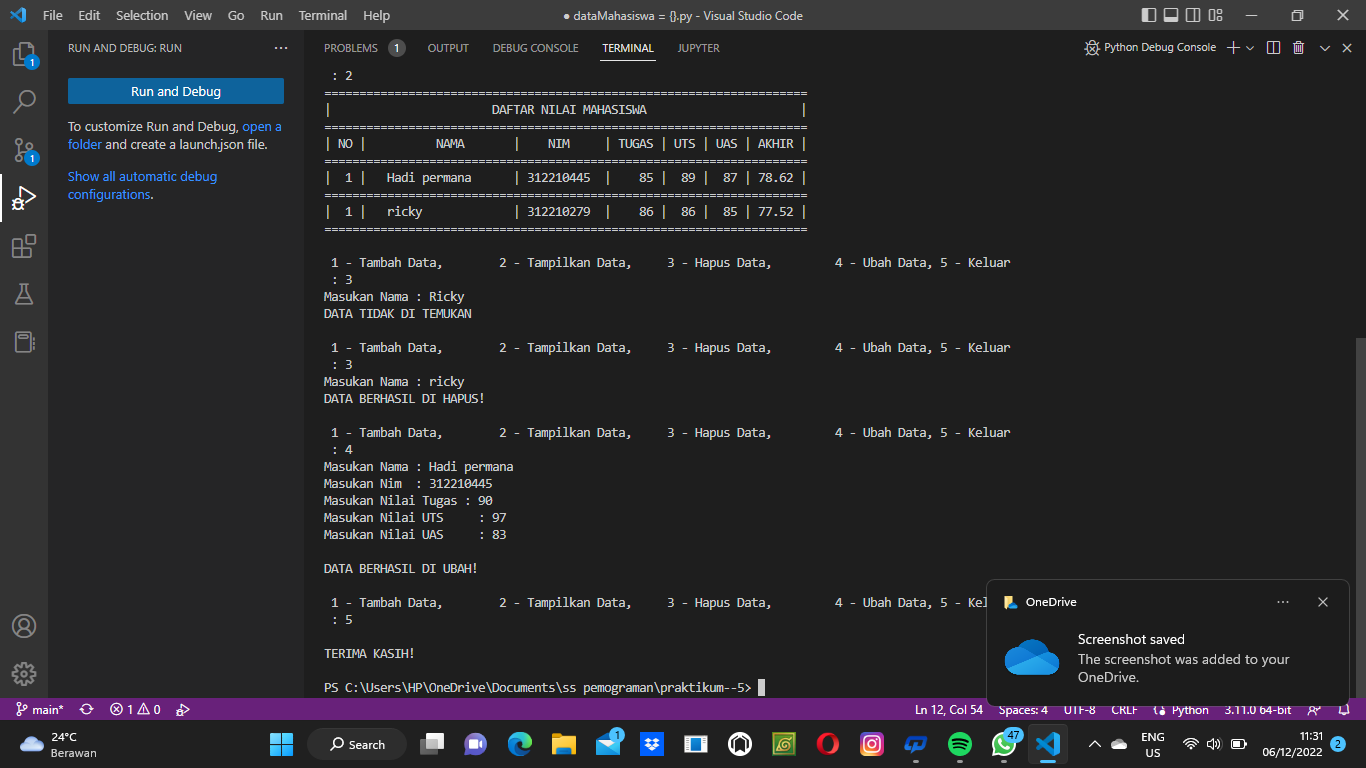 File Edit Selection View Go Run Terminal Help
● dataMahasiswa = {}.py - Visual Studio Code
RUN AND DEBUG: RUN ...
Run and Debug
To customize Run and Debug, open a
folder and create a launch.json file.
Show all automatic debug
configurations.
1
1
PROBLEMS 1 OUTPUT DEBUG CONSOLE TERMINAL JUPYTER
Python Debug Console
: 2
=====================================================================
| DAFTAR NILAI MAHASISWA |
=====================================================================
| NO | NAMA | NIM | TUGAS | UTS | UAS | AKHIR |
=====================================================================
| 1 | Hadi permana | 312210445 | 85 | 89 | 87 | 78.62 |
=====================================================================
| 1 | ricky | 312210279 | 86 | 86 | 85 | 77.52 |
=====================================================================
1 - Tambah Data, 2 - Tampilkan Data, 3 - Hapus Data, 4 - Ubah Data, 5 - Keluar
: 3
Masukan Nama : Ricky
DATA TIDAK DI TEMUKAN
1 - Tambah Data, 2 - Tampilkan Data, 3 - Hapus Data, 4 - Ubah Data, 5 - Keluar
: 3
Masukan Nama : ricky
DATA BERHASIL DI HAPUS!
1 - Tambah Data, 2 - Tampilkan Data, 3 - Hapus Data, 4 - Ubah Data, 5 - Keluar
: 4
Masukan Nama : Hadi permana
Masukan Nim : 312210445
Masukan Nilai Tugas : 90
Masukan Nilai UTS : 97
Masukan Nilai UAS : 83
DATA BERHASIL DI UBAH!
1 - Tambah Data, 2 - Tampilkan Data, 3 - Hapus Data, 4 - Ubah Data, 5 - Kel
: 5
TERIMA KASIH!
PS C:\Users\HP\OneDrive\Documents\ss pemograman\praktikum--5>
OneDrive ...
Screenshot saved
The screenshot was added to your
OneDrive.
main* 1 0
Ln 12, Col 54 Spaces: 4 UTF-8 CRLF Python 3.11.0 64-bit
24°C
Berawan
Search
1
47
ENG
US
11:31
06/12/2022
2